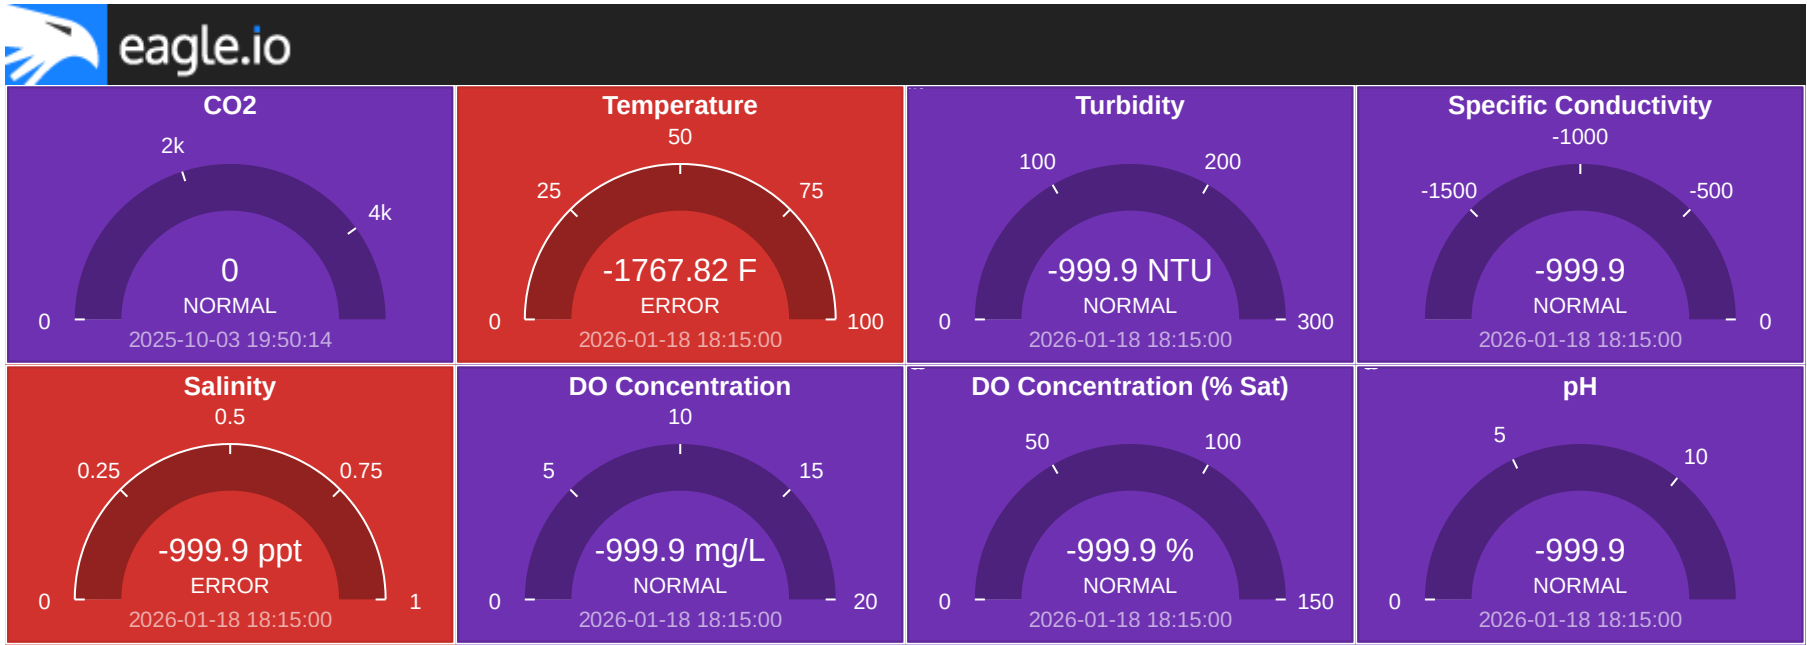 eagle.io
CO2
2k
4k
0
NORMAL
0
2025-10-03 19:50:14
Temperature
50
25
75
-1767.82 F
ERROR
0
100
2026-01-18 18:15:00
Turbidity
100
200
-999.9 NTU
NORMAL
0
300
2026-01-18 18:15:00
Specific Conductivity
-1000
-1500
-500
-999.9
NORMAL
0
2026-01-18 18:15:00
Salinity
0.5
0.25
0.75
-999.9 ppt
ERROR
0
1
2026-01-18 18:15:00
DO Concentration
10
5
15
-999.9 mg/L
NORMAL
0
20
2026-01-18 18:15:00
DO Concentration (% Sat)
50
100
-999.9 %
NORMAL
0
150
2026-01-18 18:15:00
pH
5
10
-999.9
NORMAL
0
2026-01-18 18:15:00